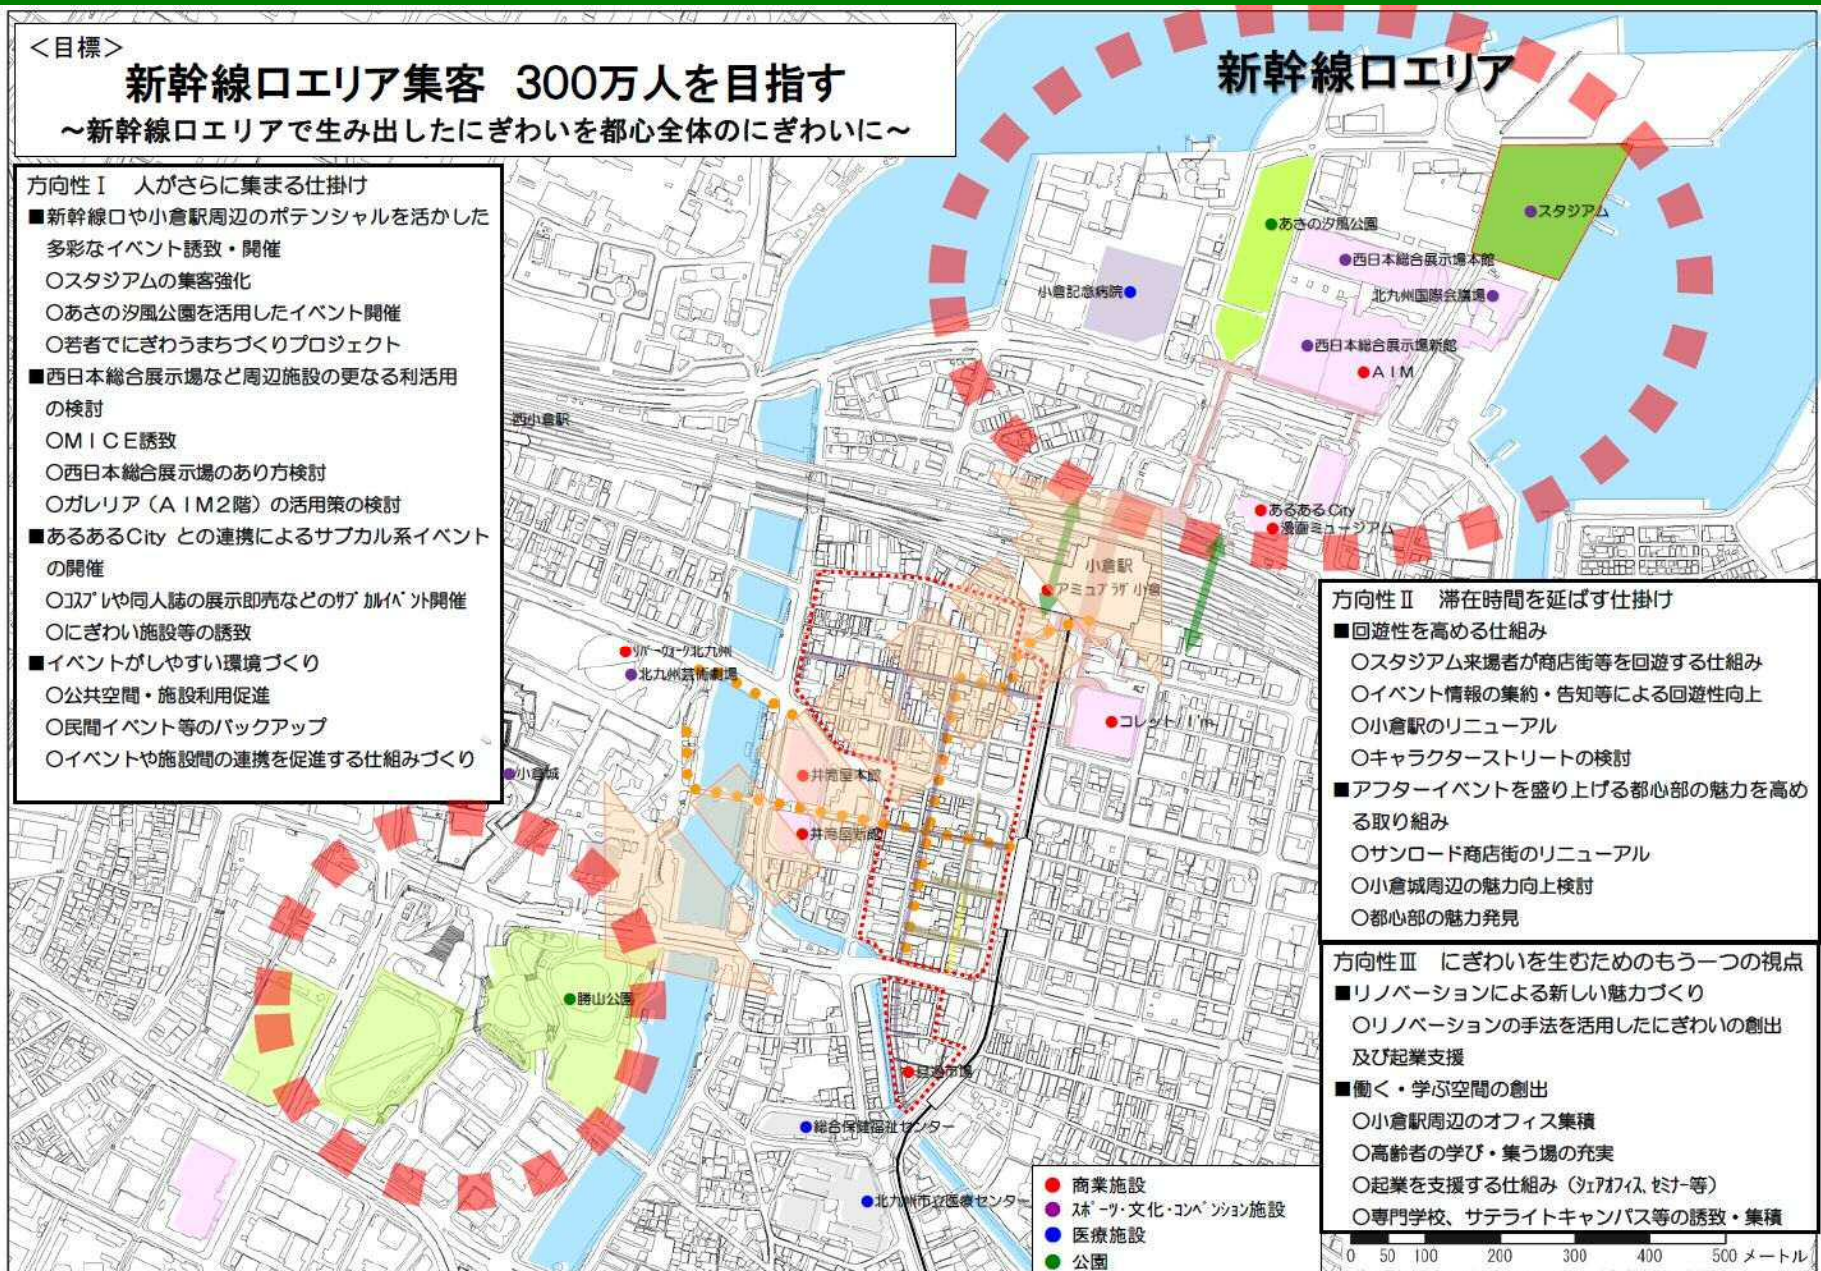 <目標>
新幹線口エリア集客 300万人を目指す
~新幹線口エリアで生み出したにぎわいを都心全体のにぎわいに~
新幹線口エリア
方向性Ⅰ 人がさらに集まる仕掛け
■新幹線口や小倉駅周辺のポテンシャルを活かした
多彩なイベント誘致・開催
○スタジアムの集客強化
○あさの汐風公園を活用したイベント開催
○若者でにぎわうまちづくりプロジェクト
■西日本総合展示場など周辺施設の更なる利活用
の検討
○MICE誘致
○西日本総合展示場のあり方検討
○ガレリア(AIM2階)の活用策の検討
■あるあるCity との連携によるサブカル系イベント
の開催
○コスプレや同人誌の展示即売などのサブカルイベント開催
○にぎわい施設等の誘致
■イベントがしやすい環境づくり
○公共空間・施設利用促進
○民間イベント等のバックアップ
○イベントや施設間の連携を促進する仕組みづくり
●スタジアム
●あさの汐風公園
●西日本総合展示場本館
北九州国際会議場●
小倉記念病院●
●西日本総合展示場新館
●AIM
西小倉駅
●あるあるCity
●漫画ミュージアム
小倉駅
●アミュプラザ小倉
●リバーウォーク北九州
●北九州芸術劇場
●コレット/I'm
●小倉城
●井筒屋本館
●井筒屋新館
●勝山公園
●旦過市場
●総合保健福祉センター
●北九州市立医療センター
方向性Ⅱ 滞在時間を延ばす仕掛け
■回遊性を高める仕組み
○スタジアム来場者が商店街等を回遊する仕組み
○イベント情報の集約・告知等による回遊性向上
○小倉駅のリニューアル
○キャラクターストリートの検討
■アフターイベントを盛り上げる都心部の魅力を高め
る取り組み
○サンロード商店街のリニューアル
○小倉城周辺の魅力向上検討
○都心部の魅力発見
方向性Ⅲ にぎわいを生むためのもう一つの視点
■リノベーションによる新しい魅力づくり
○リノベーションの手法を活用したにぎわいの創出
及び起業支援
■働く・学ぶ空間の創出
○小倉駅周辺のオフィス集積
○高齢者の学び・集う場の充実
○起業を支援する仕組み(シェアオフィス、セミナー等)
○専門学校、サテライトキャンパス等の誘致・集積
● 商業施設
● スポーツ・文化・コンベンション施設
● 医療施設
● 公園
0 50 100 200 300 400 500 メートル